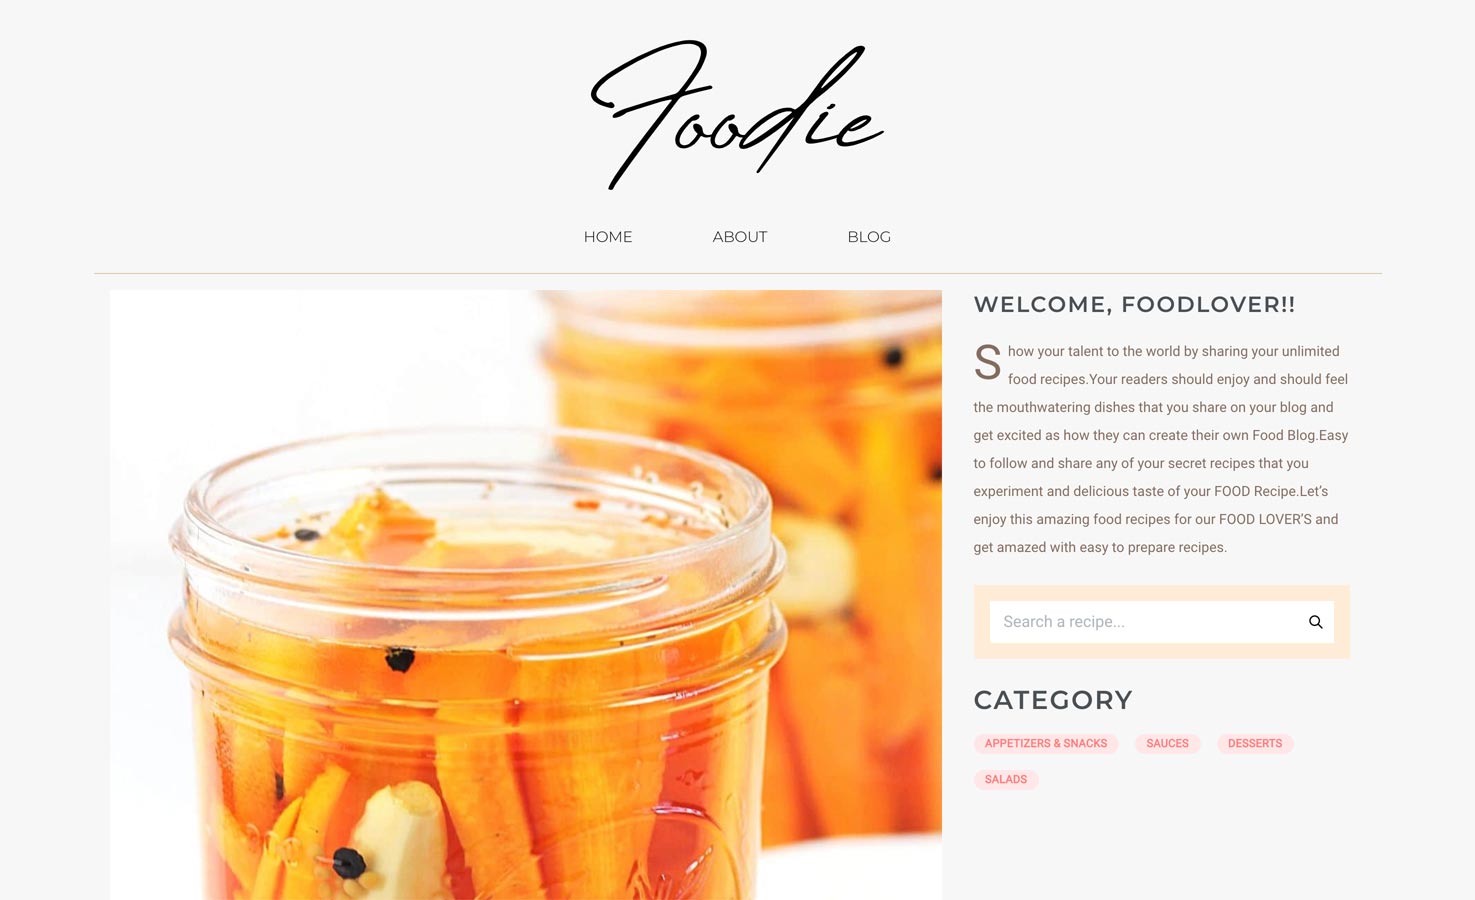 Foodie
HOME
ABOUT
BLOG
WELCOME, FOODLOVER!!
Show your talent to the world by sharing your unlimited
food recipes.Your readers should enjoy and should feel
the mouthwatering dishes that you share on your blog and
get excited as how they can create their own Food Blog.Easy
to follow and share any of your secret recipes that you
experiment and delicious taste of your FOOD Recipe.Let’s
enjoy this amazing food recipes for our FOOD LOVER’S and
get amazed with easy to prepare recipes.
Search a recipe...
CATEGORY
APPETIZERS & SNACKS
SAUCES
DESSERTS
SALADS